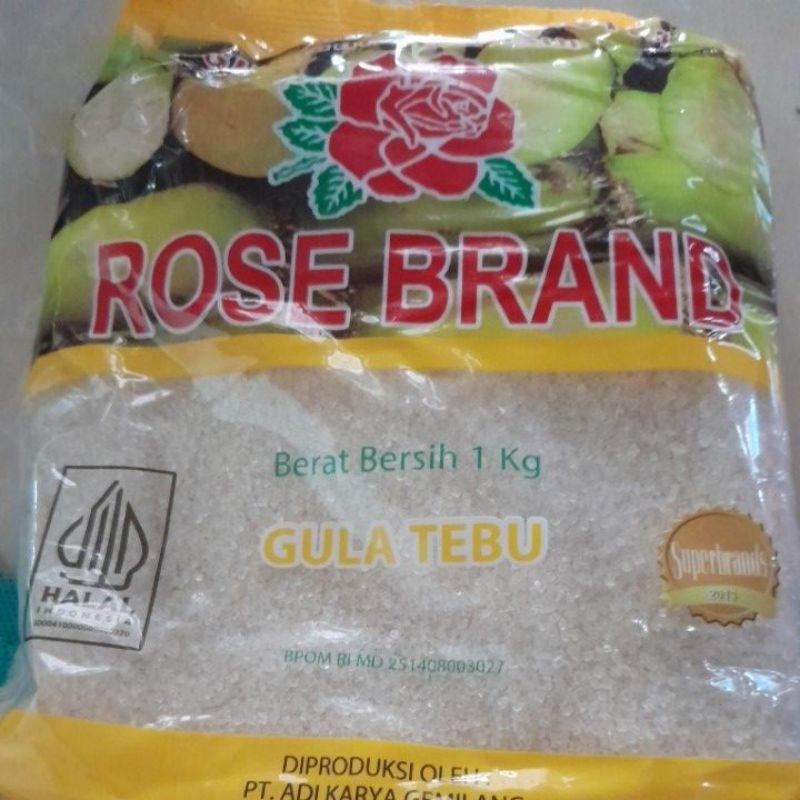 ROSE BRAND
Berat Bersih 1 Kg
GULA TEBU
HALAL
INDONESIA
Superbrands
BPOM RI MD 251408003027
DIPRODUKSI OLEH :
PT. ADI KARYA GEMILANG